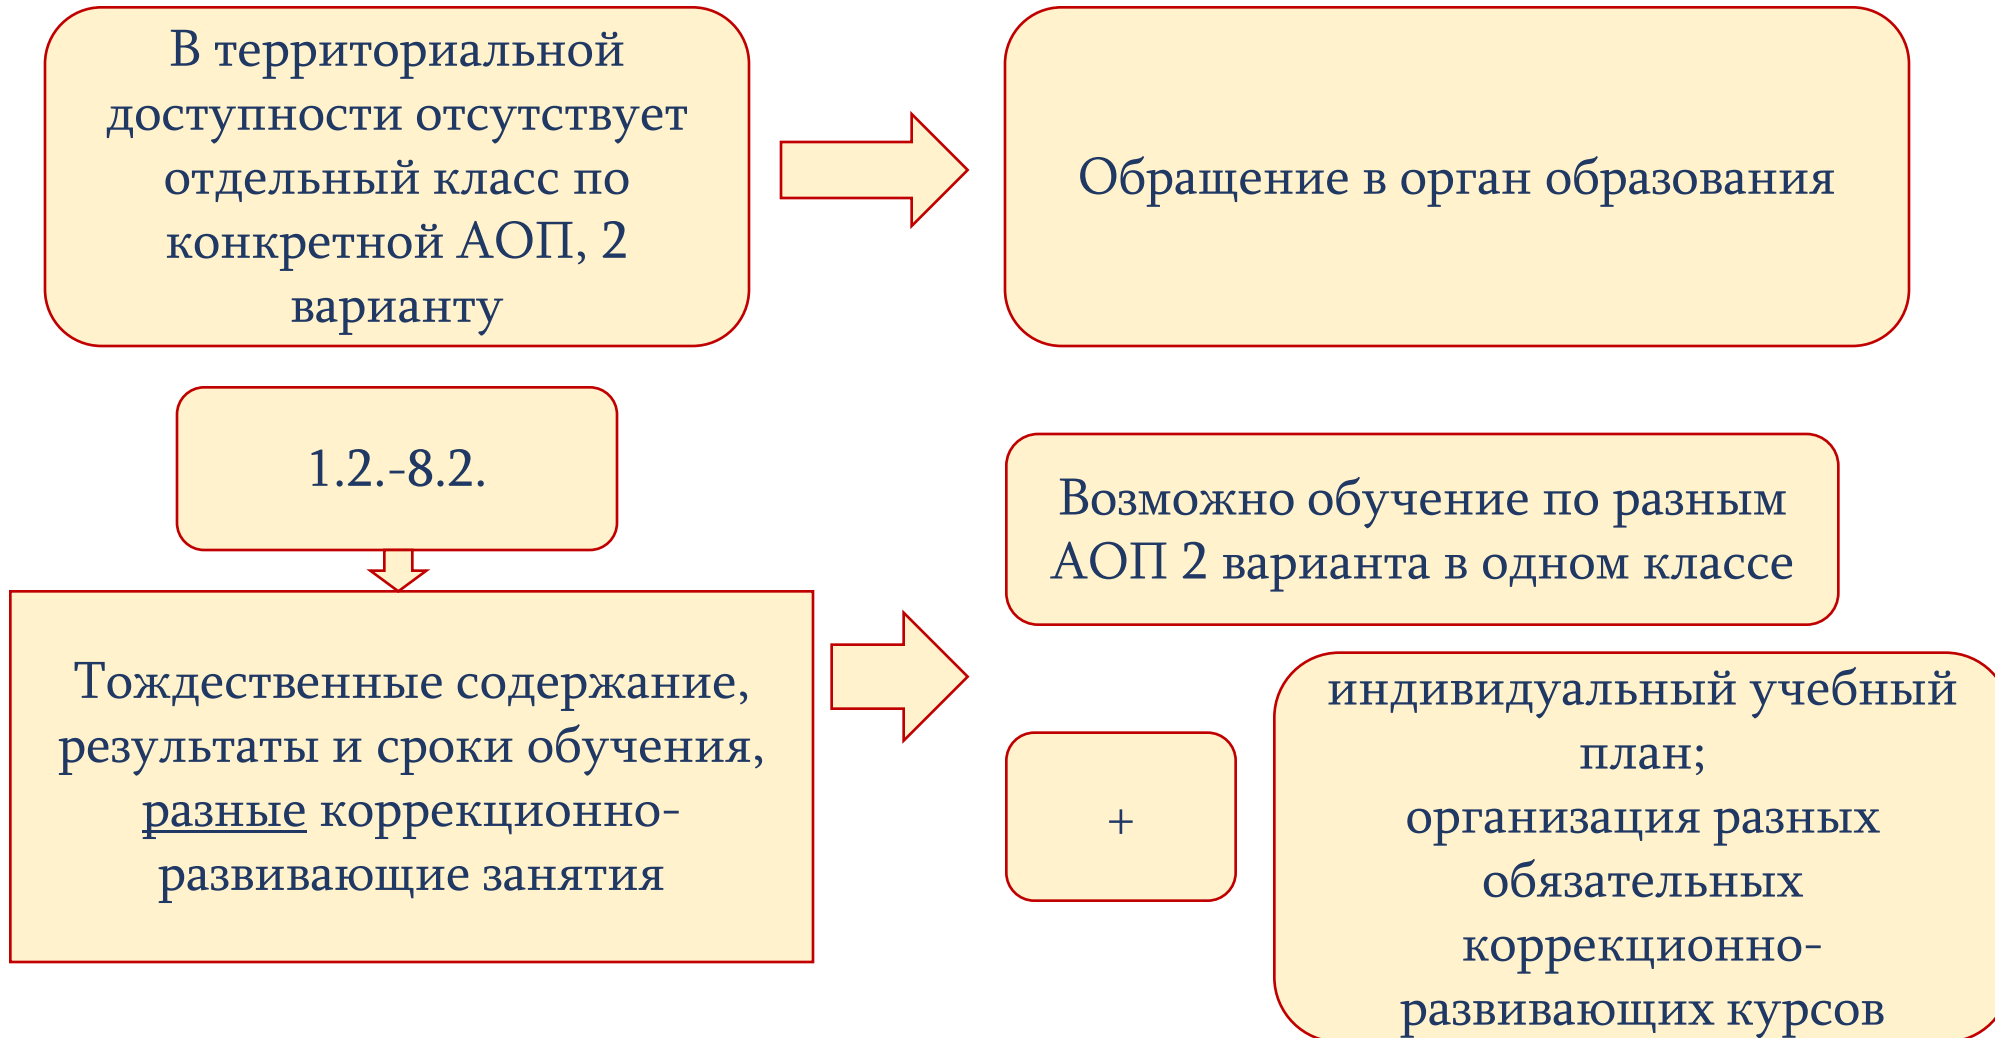 В территориальной
доступности отсутствует
отдельный класс по
конкретной АОП, 2
варианту
Обращение в орган образования
1.2.-8.2.
Тождественные содержание,
результаты и сроки обучения,
разные коррекционно-
развивающие занятия
Возможно обучение по разным
АОП 2 варианта в одном классе
+
индивидуальный учебный
план;
организация разных
обязательных
коррекционно-
развивающих курсов